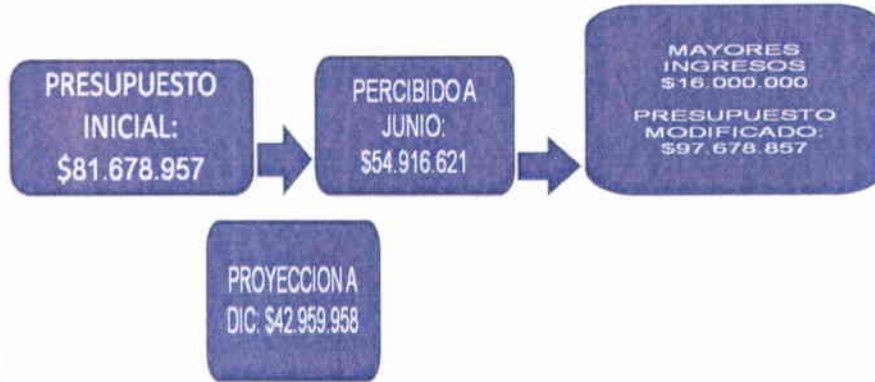 PRESUPUESTO
INICIAL:
$81.678.957
PERCIBIDO A
JUNIO:
$54.916.621
MAYORES
INGRESOS
$16.000.000
PRESUPUESTO
MODIFICADO:
$97.678.857
PROYECCION A
DIC: $42.959.958